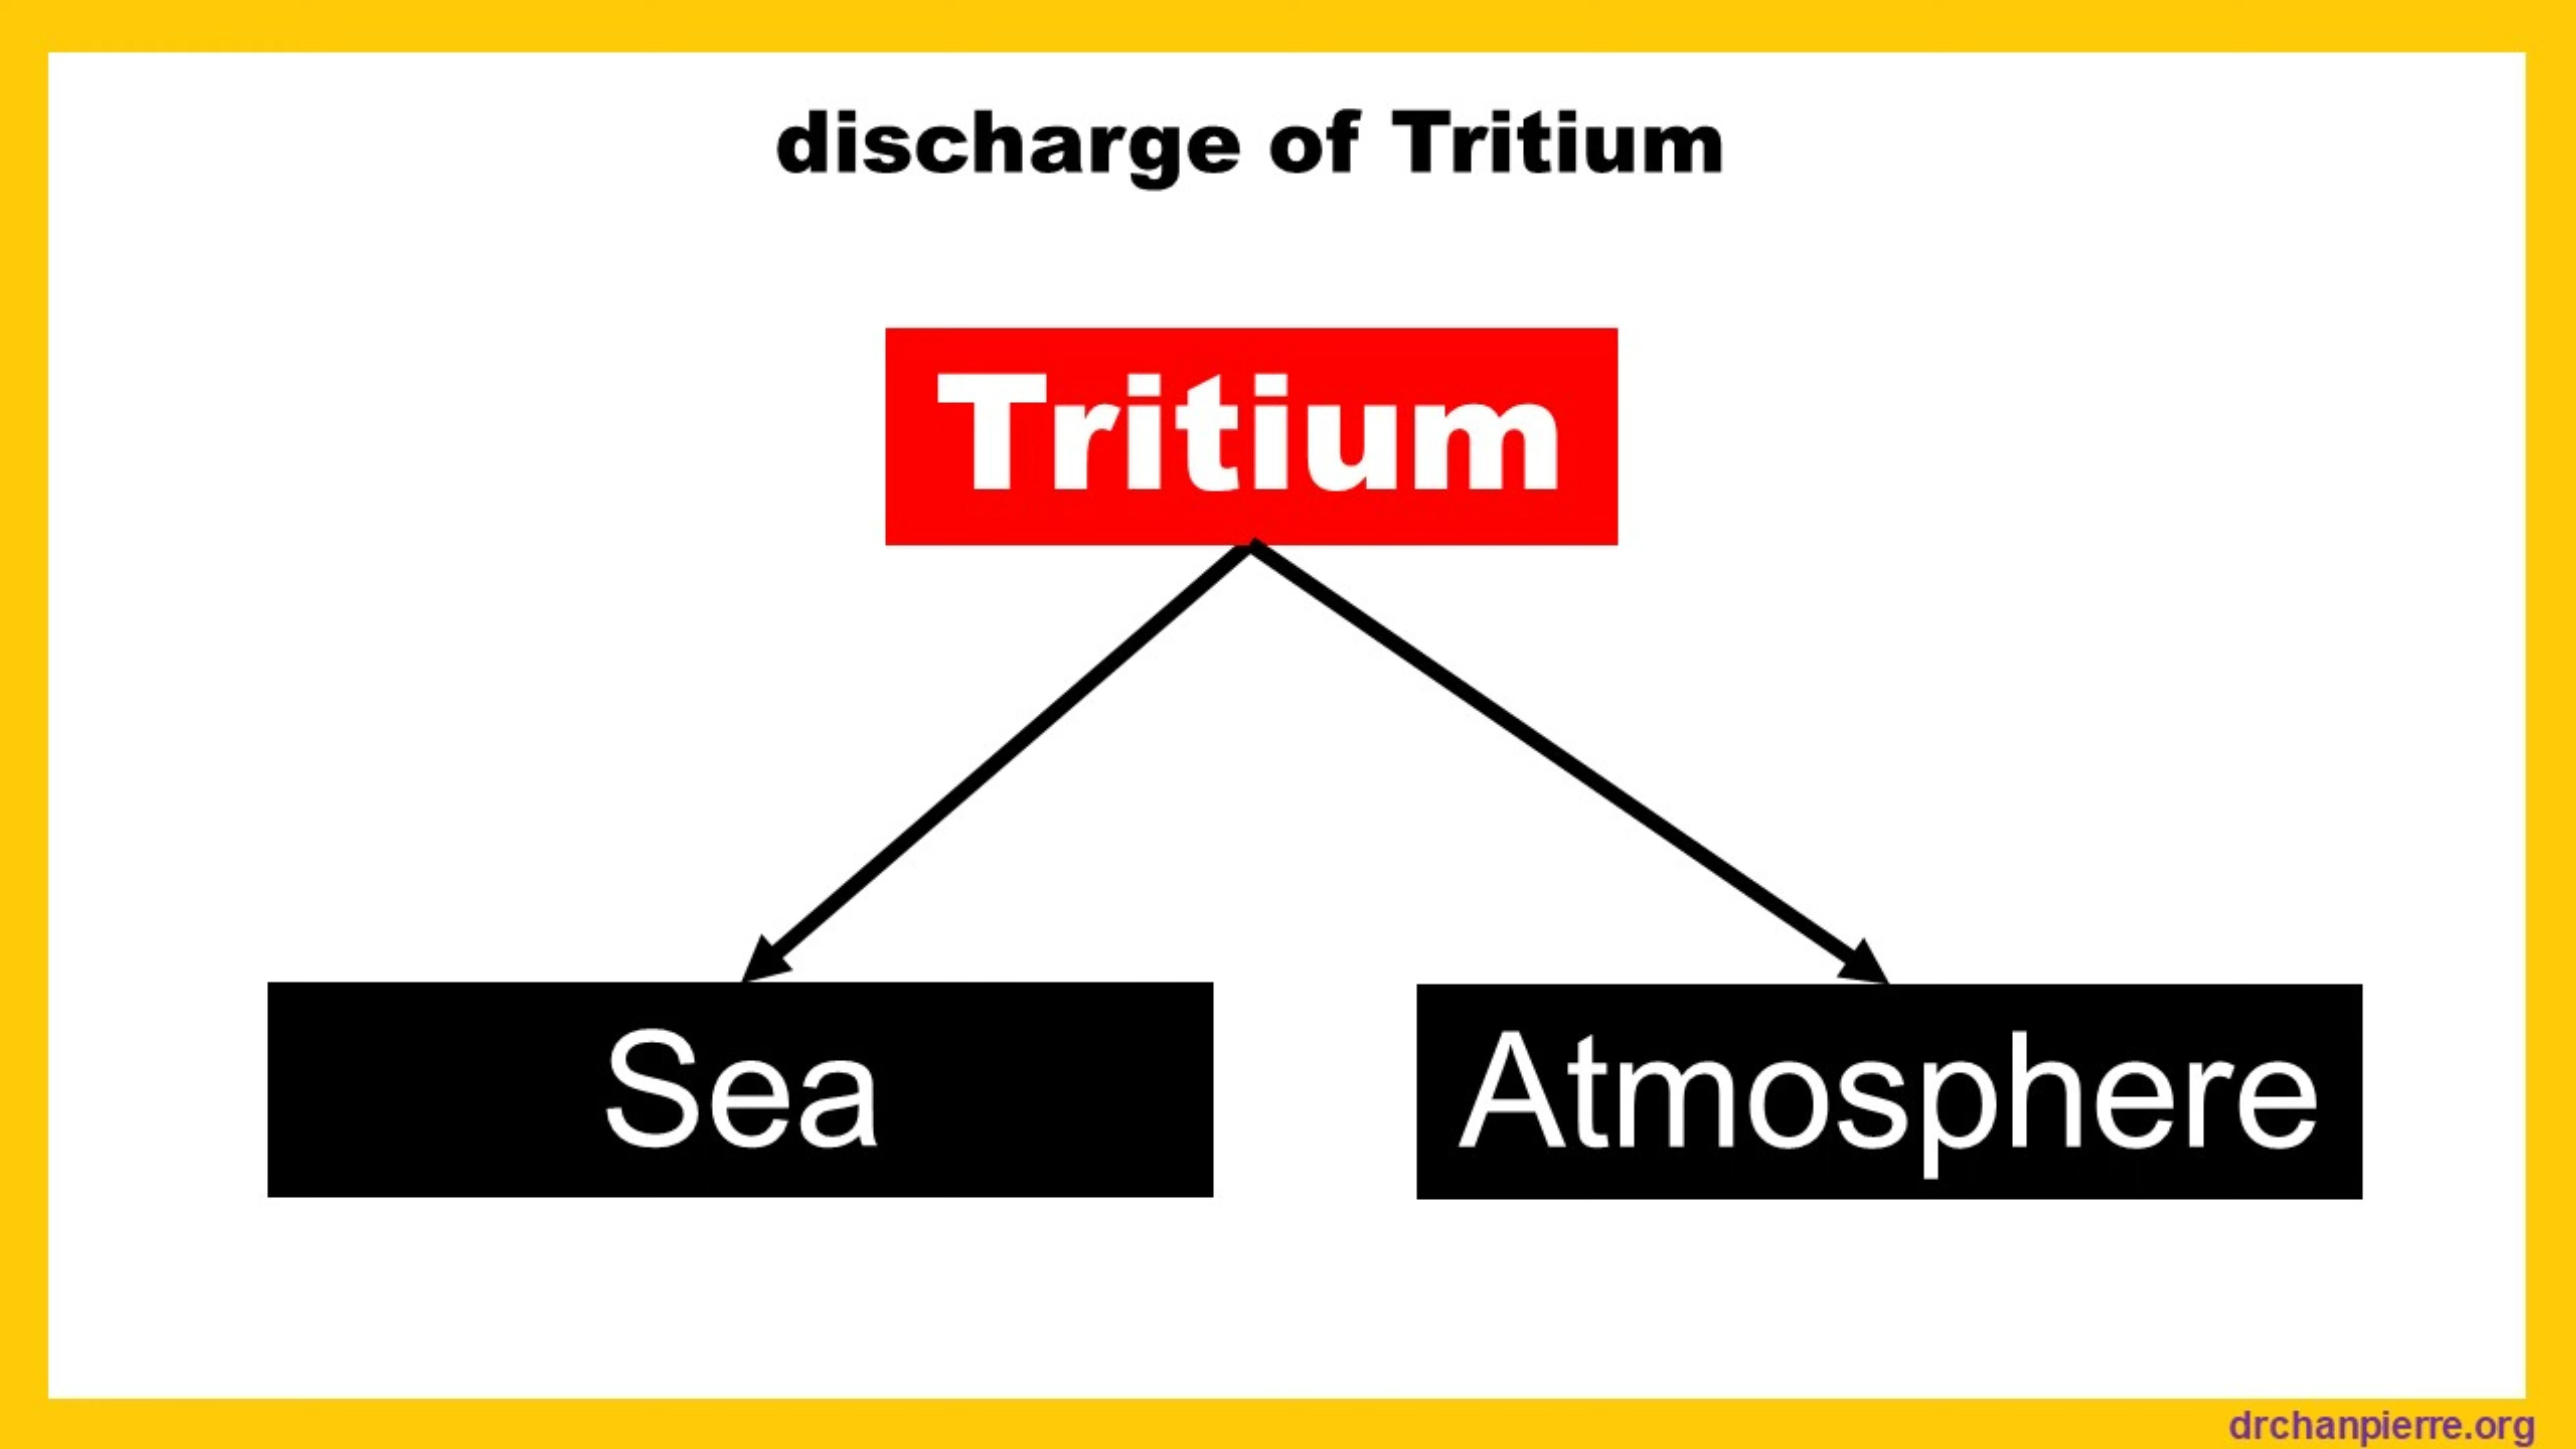 discharge of Tritium
Tritium
Sea
Atmosphere
drchanpierre.org